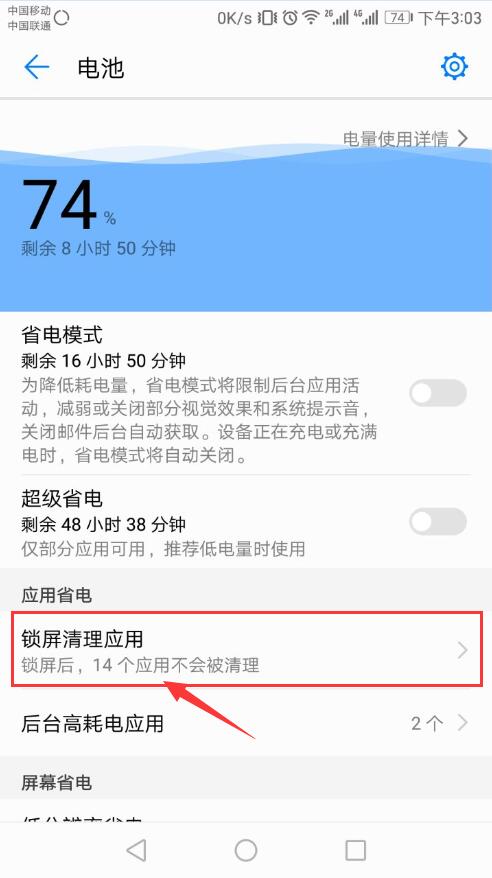 中国移动
中国联通
0K/s 2G 4G 74 下午3:03
电池
电量使用详情
74%
剩余 8 小时 50 分钟
省电模式
剩余 16 小时 50 分钟
为降低耗电量，省电模式将限制后台应用活
动，减弱或关闭部分视觉效果和系统提示音，
关闭邮件后台自动获取。设备正在充电或充满
电时，省电模式将自动关闭。
超级省电
剩余 48 小时 38 分钟
仅部分应用可用，推荐低电量时使用
应用省电
锁屏清理应用
锁屏后，14 个应用不会被清理
后台高耗电应用
2 个
屏幕省电